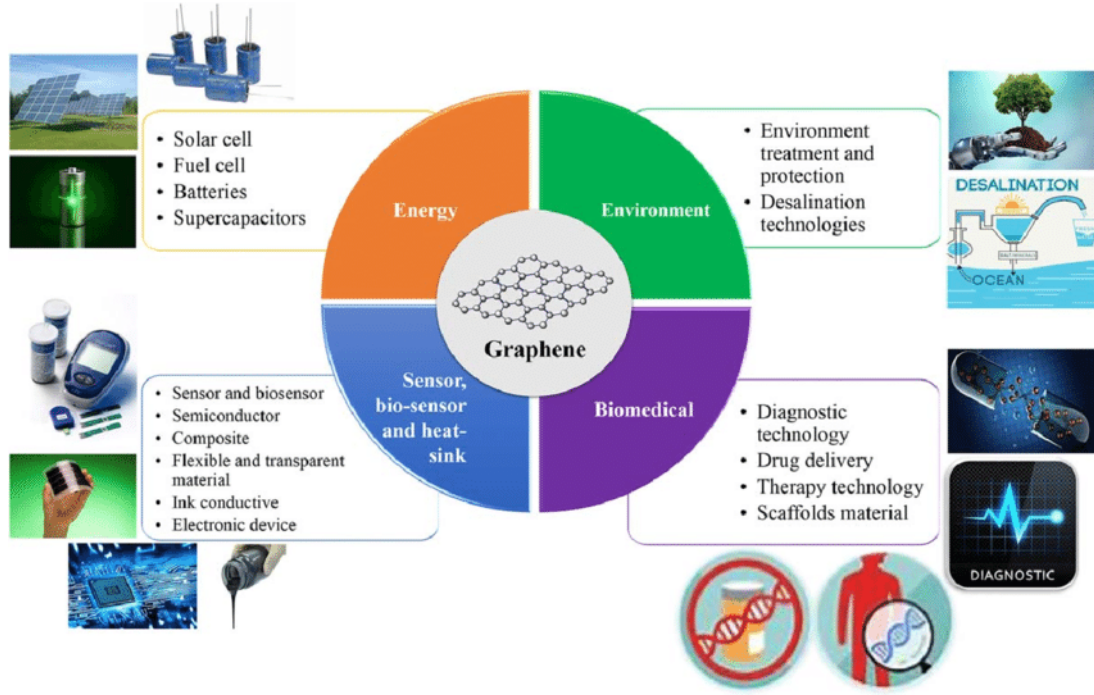 • Solar cell
• Fuel cell
• Batteries
• Supercapacitors
Energy
Environment
• Environment
treatment and
protection
• Desalination
technologies
DESALINATION
OCEAN
Graphene
• Sensor and biosensor
• Semiconductor
• Composite
• Flexible and transparent
material
• Ink conductive
• Electronic device
Sensor,
bio-sensor
and heat-
sink
Biomedical
• Diagnostic
technology
• Drug delivery
• Therapy technology
• Scaffolds material
DIAGNOSTIC